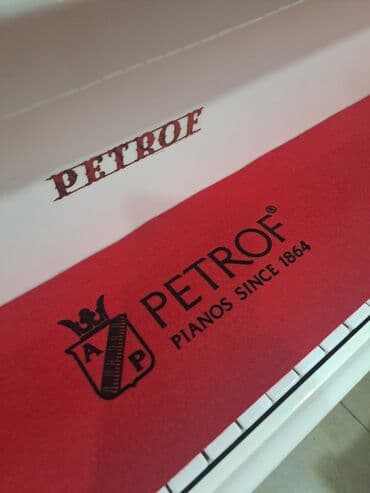 PETROF
PETROF®
PIANOS SINCE 1864
A
P